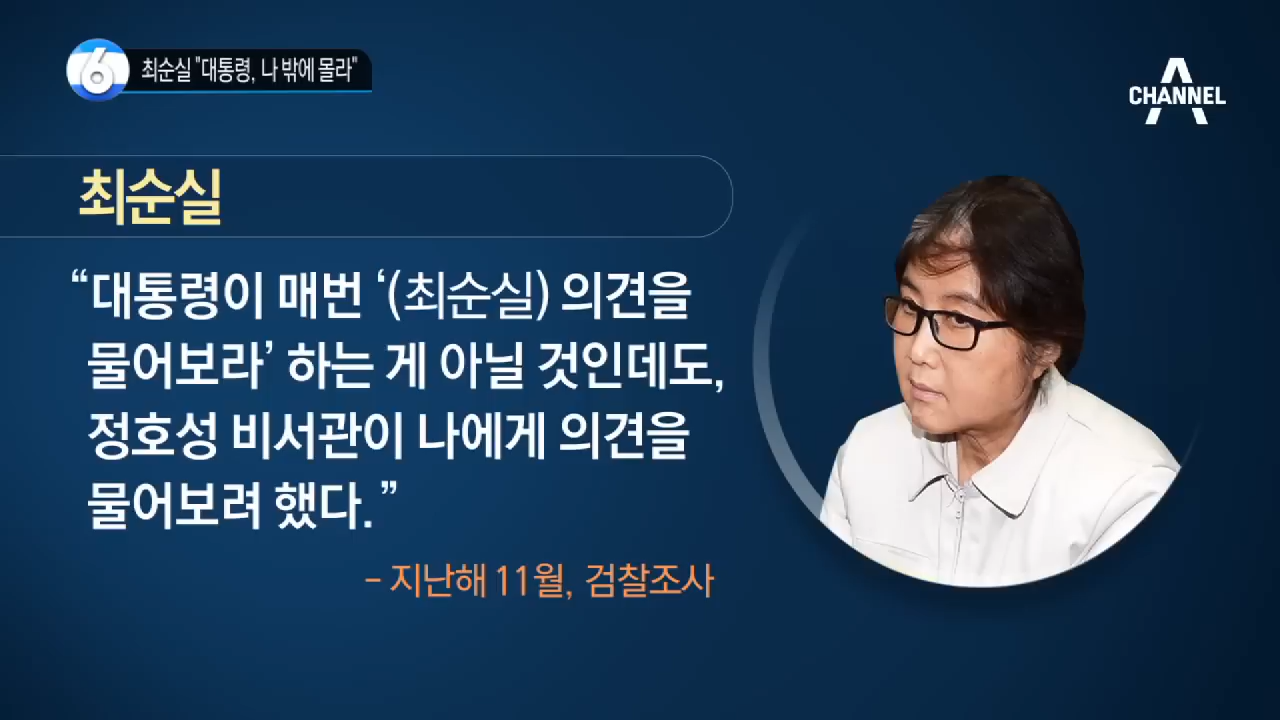 6
최순실 "대통령, 나 밖에 몰라"
CHANNEL A
최순실
“대통령이 매번 ‘(최순실) 의견을
물어보라’ 하는 게 아닐 것인데도,
정호성 비서관이 나에게 의견을
물어보려 했다.”
- 지난해 11월, 검찰조사